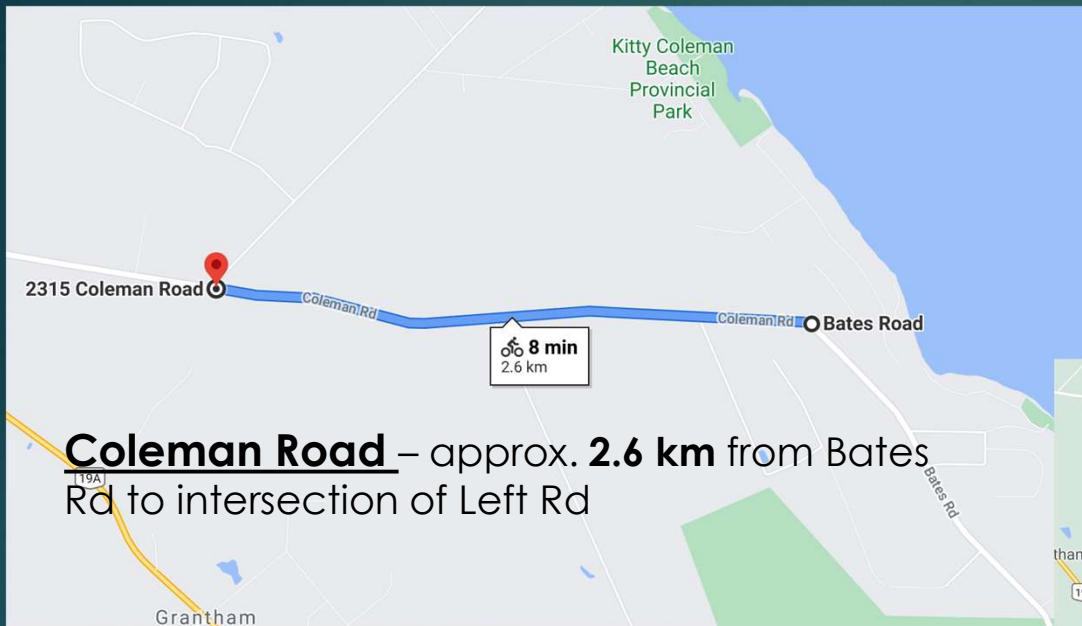 Kitty Coleman
Beach
Provincial
Park
2315 Coleman Road
Coleman Rd
Coleman Rd
Bates Road
8 min
2.6 km
Coleman Road – approx. 2.6 km from Bates
Rd to intersection of Left Rd
19A
Bates Rd
Grantham